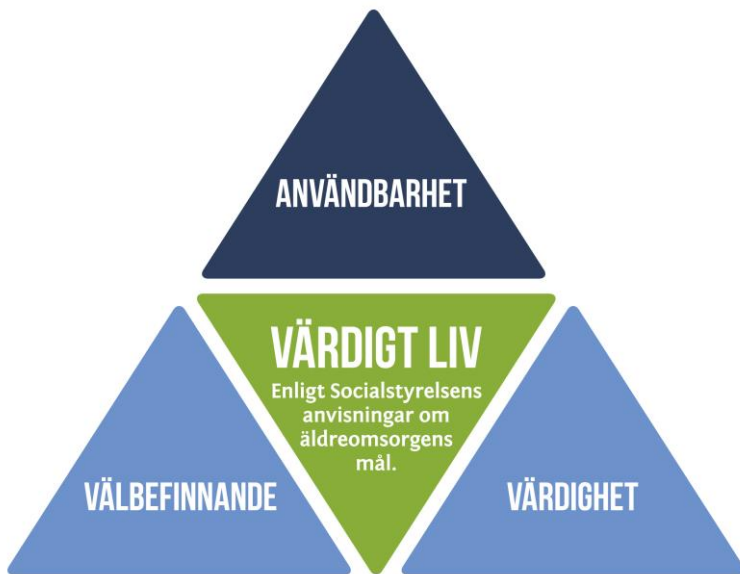 ANVÄNDBARHET
VÄRDIGT LIV
Enligt Socialstyrelsens
anvisningar om
äldreomsorgens
mål.
VÄLBEFINNANDE
VÄRDIGHET